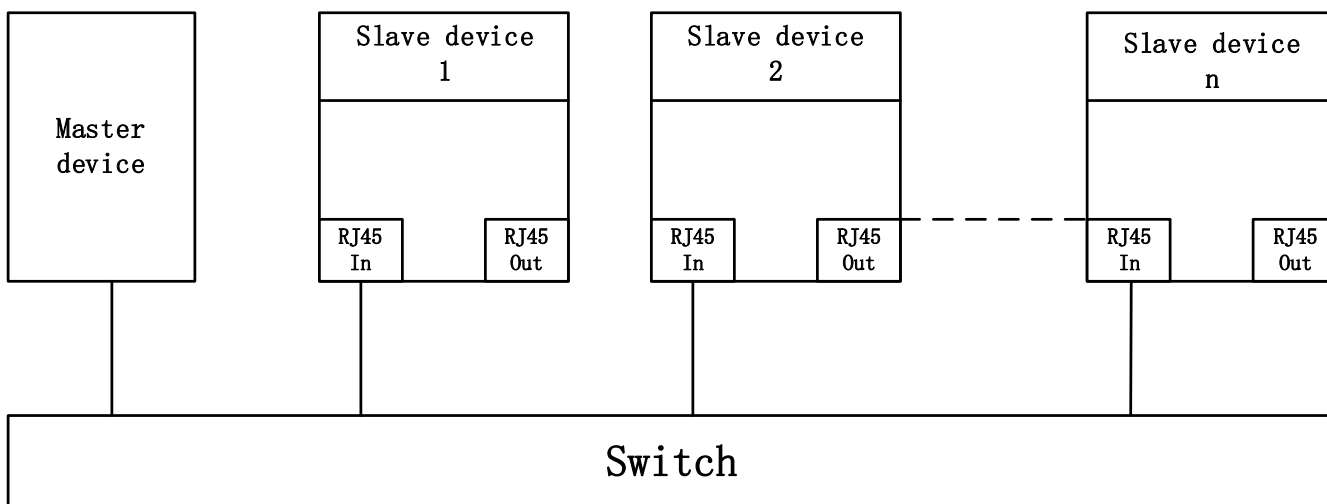 Master
device
Slave device
1
RJ45
In
RJ45
Out
Slave device
2
RJ45
In
RJ45
Out
Slave device
n
RJ45
In
RJ45
Out
Switch